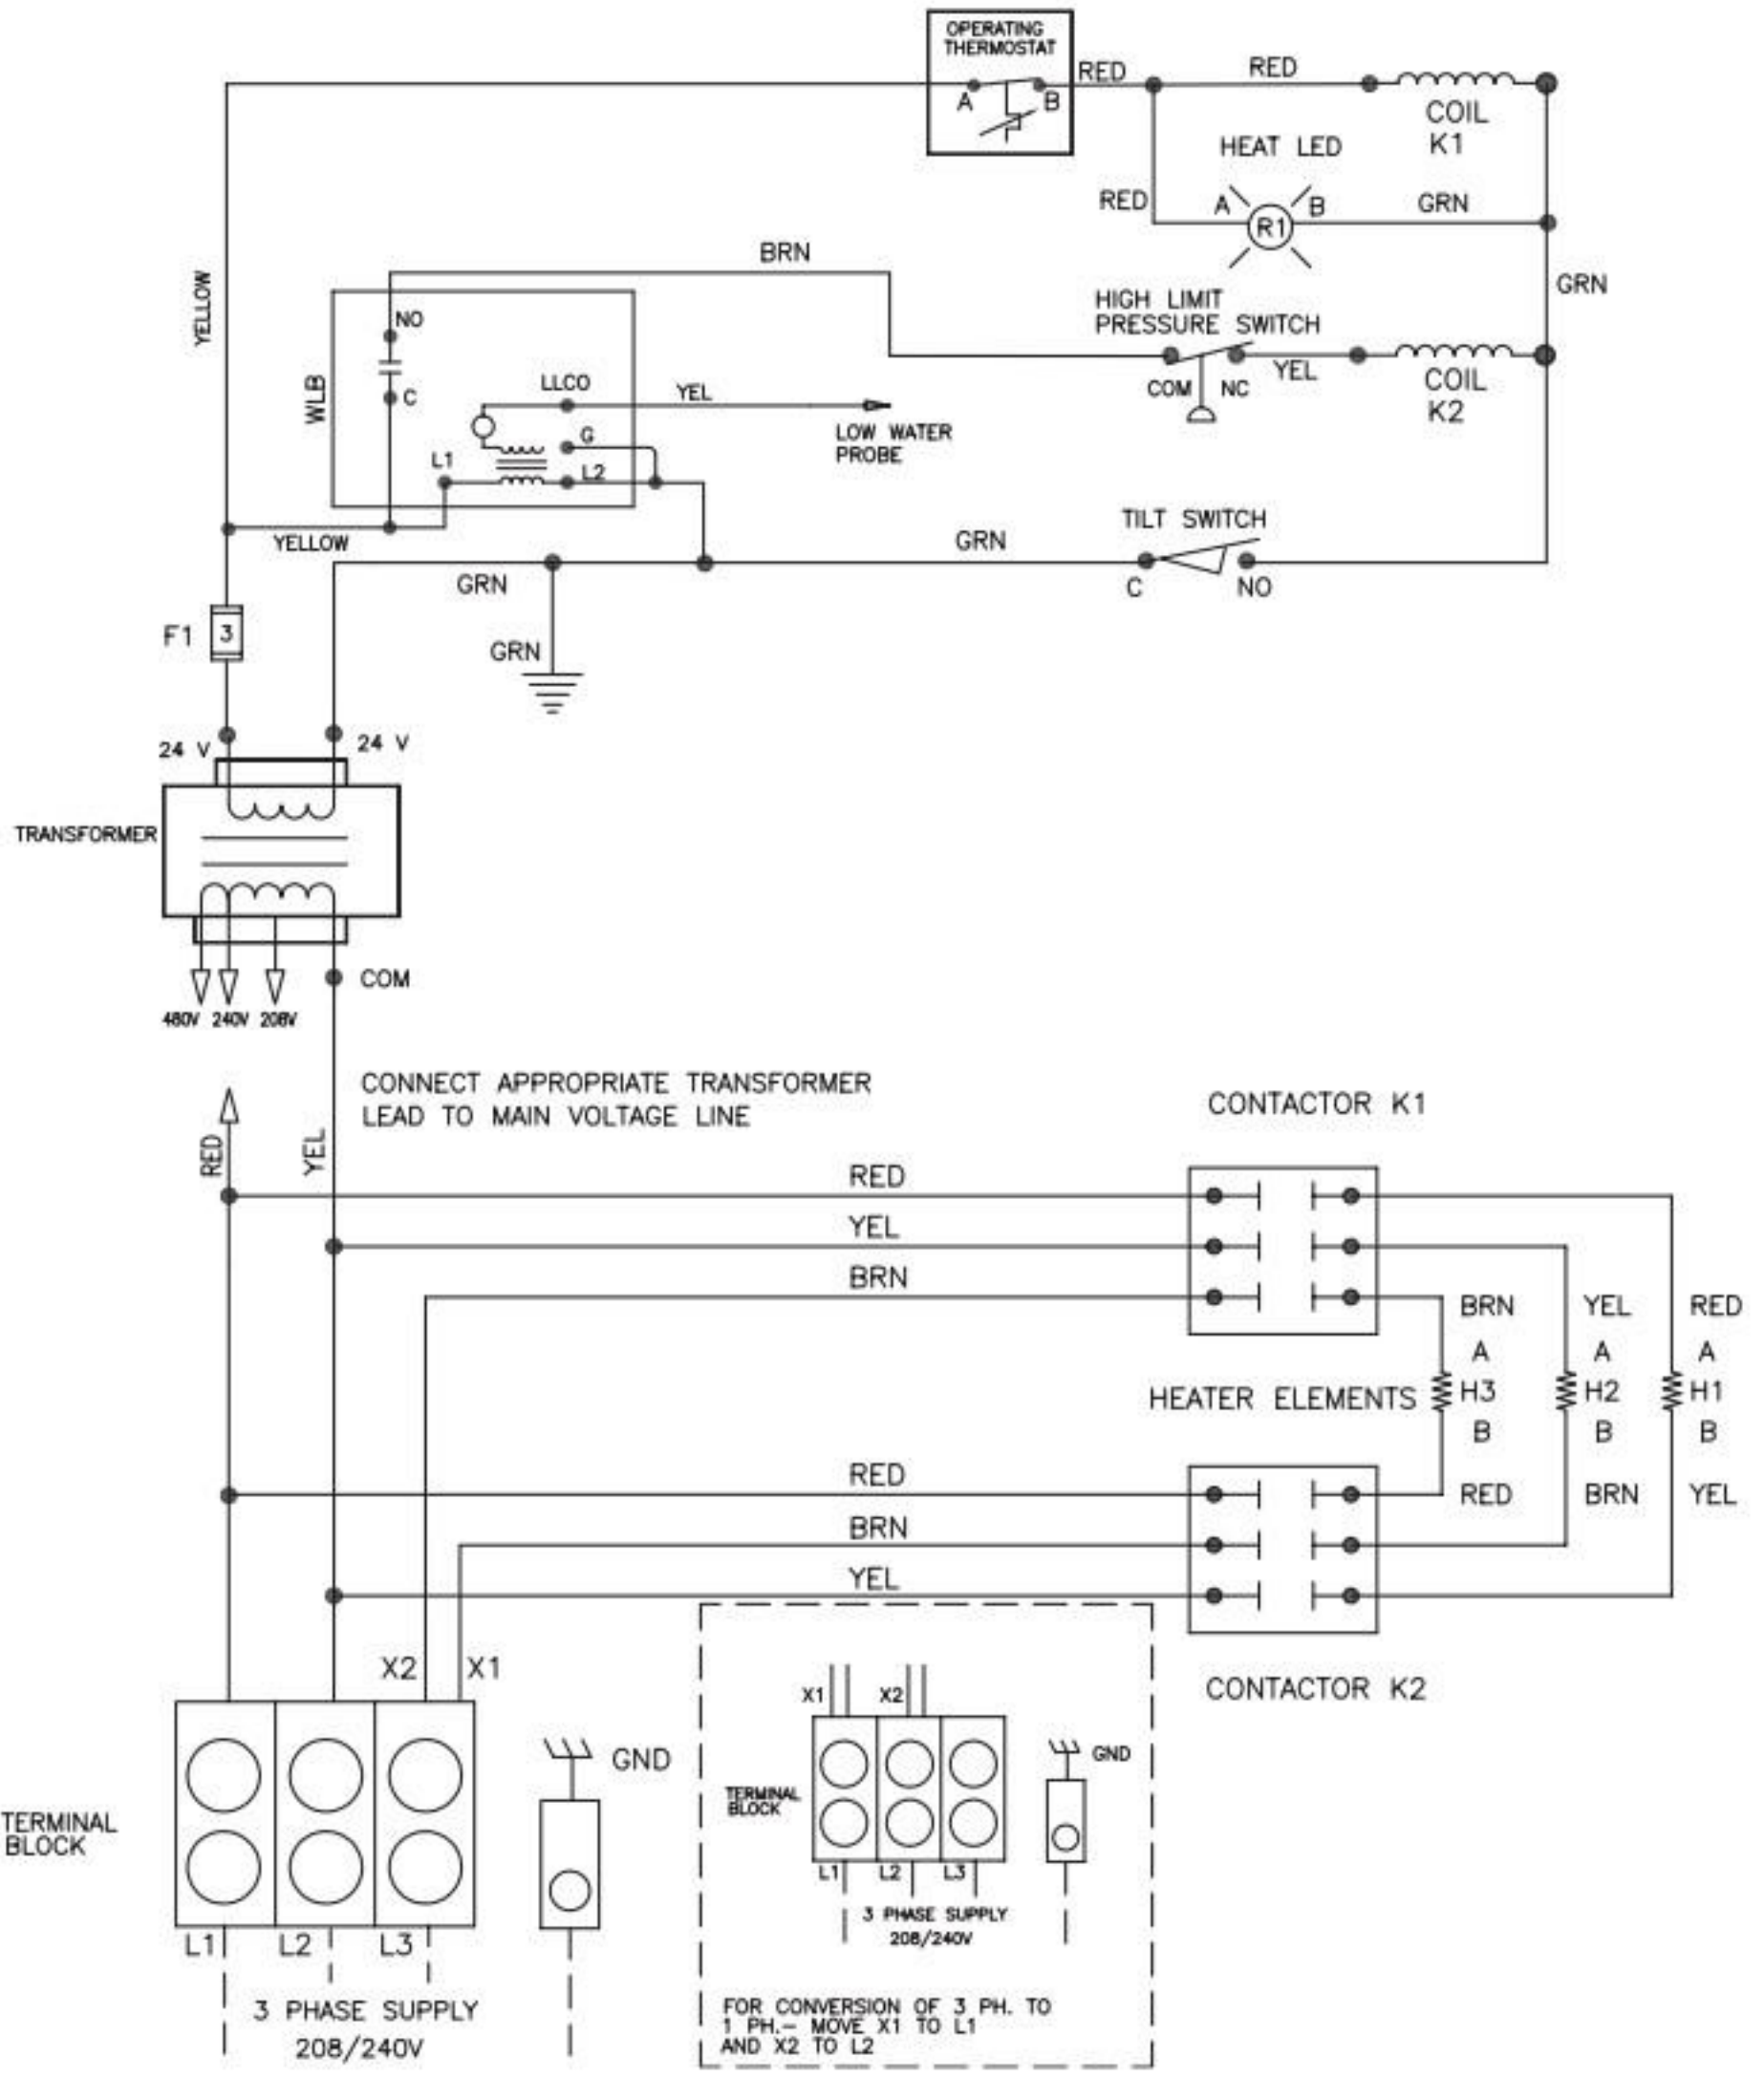 OPERATING
THERMOSTAT
A
B
RED
RED
COIL
K1
HEAT LED
RED
A
R1
B
GRN
GRN
YELLOW
BRN
HIGH LIMIT
PRESSURE SWITCH
COM
NC
YEL
COIL
K2
WLB
NO
C
LLCO
YEL
LOW WATER
PROBE
G
L1
L2
YELLOW
GRN
GRN
TILT SWITCH
C
NO
F1
3
GRN
24 V
24 V
TRANSFORMER
COM
480V 240V 208V
CONNECT APPROPRIATE TRANSFORMER
LEAD TO MAIN VOLTAGE LINE
RED
YEL
CONTACTOR K1
RED
YEL
BRN
BRN
YEL
RED
A
A
A
HEATER ELEMENTS
H3
H2
H1
B
B
B
RED
BRN
YEL
RED
BRN
YEL
CONTACTOR K2
X2
X1
GND
TERMINAL
BLOCK
L1
L2
L3
3 PHASE SUPPLY
208/240V
X1
X2
GND
TERMINAL
BLOCK
L1
L2
L3
3 PHASE SUPPLY
208/240V
FOR CONVERSION OF 3 PH. TO
1 PH.- MOVE X1 TO L1
AND X2 TO L2